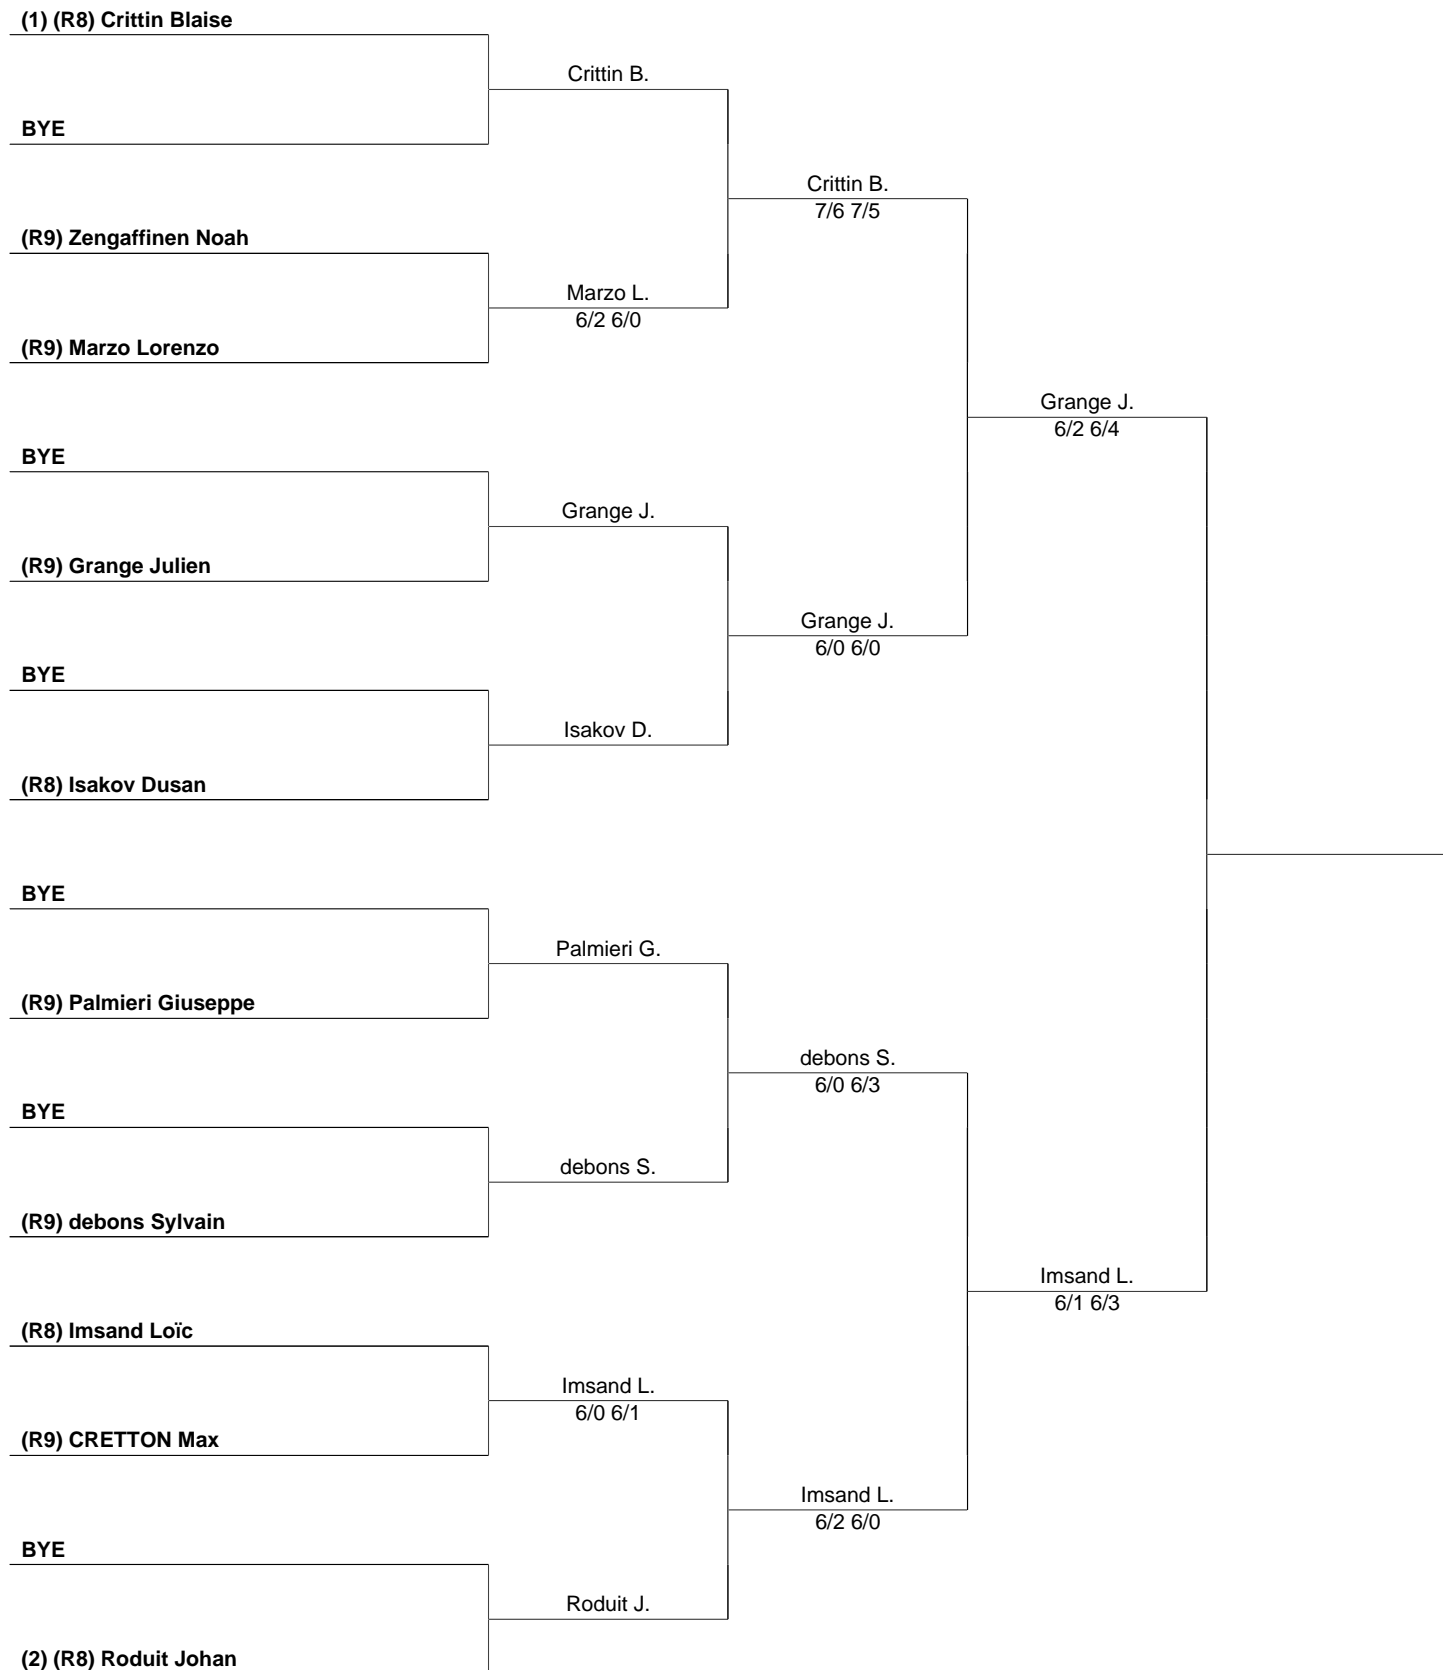 (1) (R8) Crittin Blaise
Crittin B.
BYE
Crittin B.
7/6 7/5
(R9) Zengaffinen Noah
Marzo L.
6/2 6/0
(R9) Marzo Lorenzo
Grange J.
6/2 6/4
BYE
Grange J.
(R9) Grange Julien
Grange J.
6/0 6/0
BYE
Isakov D.
(R8) Isakov Dusan
BYE
Palmieri G.
(R9) Palmieri Giuseppe
debons S.
6/0 6/3
BYE
debons S.
(R9) debons Sylvain
Imsand L.
6/1 6/3
(R8) Imsand Loïc
Imsand L.
6/0 6/1
(R9) CRETTON Max
Imsand L.
6/2 6/0
BYE
Roduit J.
(2) (R8) Roduit Johan